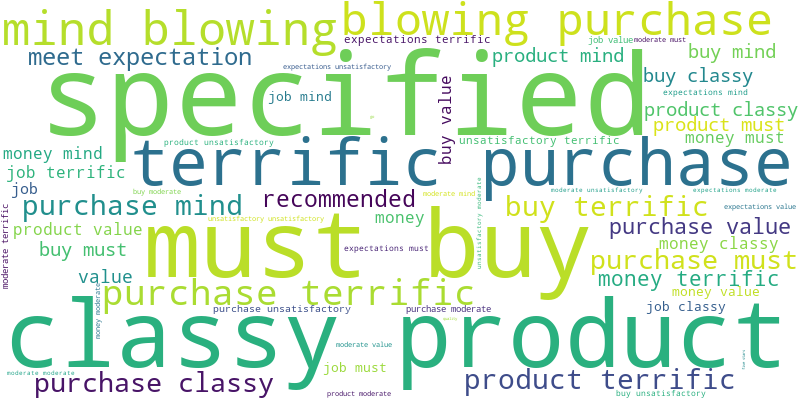 mind blowing
blowing purchase
expectations terrific
job value
moderate must
meet expectation
expectations unsatisfactory
product mind
buy mind
specified
job mind
buy classy
expectations mind
buy value
product classy
product must
product unsatisfactory
unsatisfactory terrific
money must
money mind
terrific purchase
job terrific
job
buy moderate
moderate mind
moderate unsatisfactory
expectations moderate
purchase mind
recommended
unsatisfactory moderate
buy terrific
expectations value
moderate terrific
unsatisfactory unsatisfactory
money
product value
purchase value
must buy
buy must
expectations must
money classy
purchase must
value
money terrific
money moderate
purchase terrific
money value
purchase unsatisfactory
purchase moderate
job classy
classy product
moderate value
job must
moderate moderate
purchase classy
product terrific
product moderate
buy unsatisfactory